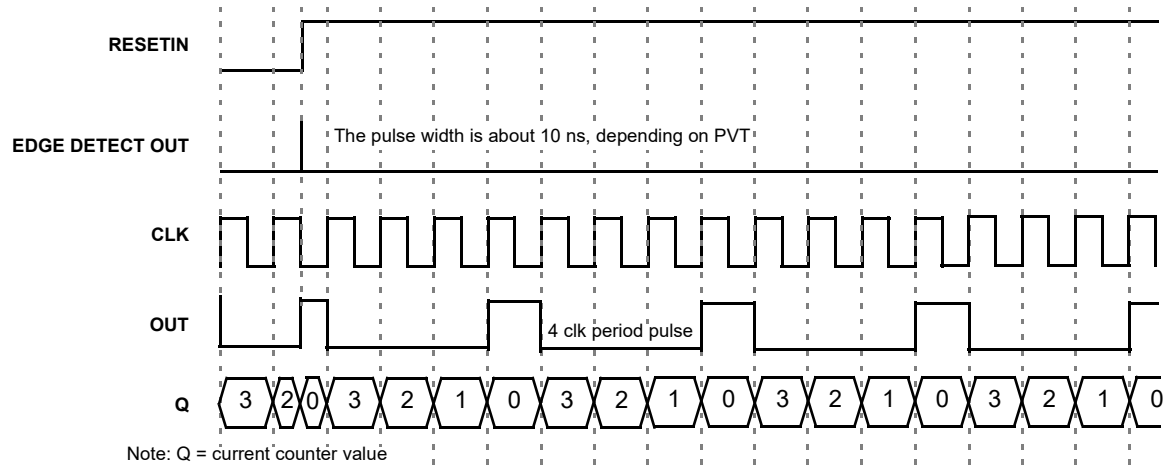 RESETIN
EDGE DETECT OUT
The pulse width is about 10 ns, depending on PVT
CLK
OUT
4 clk period pulse
Q
3 2 0 3 2 1 0 3 2 1 0 3 2 1 0 3 2 1 0
Note: Q = current counter value